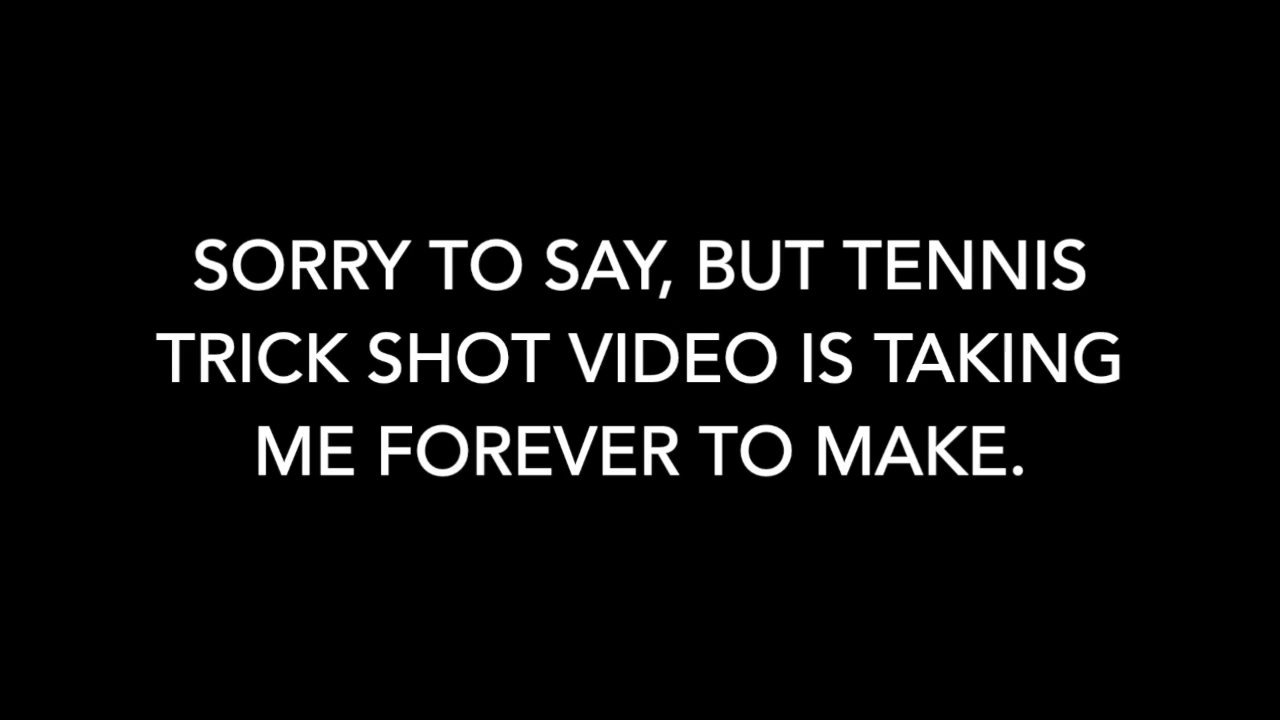 SORRY TO SAY, BUT TENNIS
TRICK SHOT VIDEO IS TAKING
ME FOREVER TO MAKE.